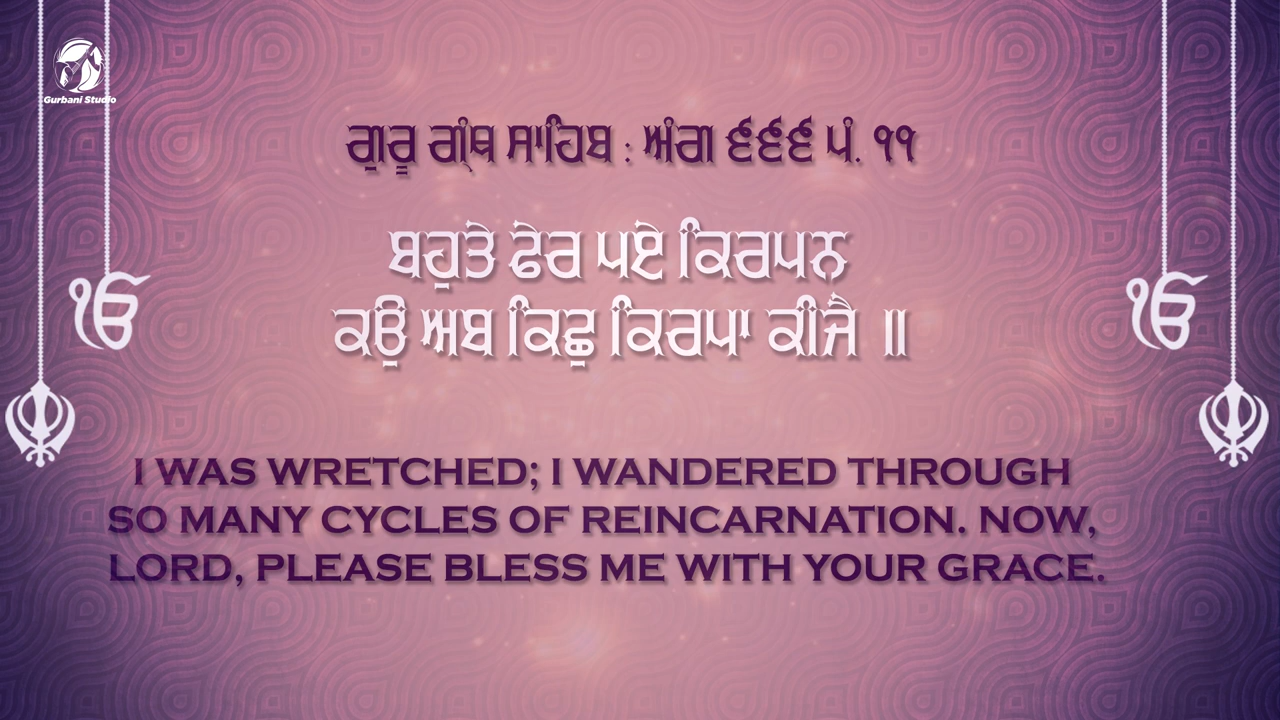 Gurbani Studio
ਗੁਰੂ ਗ੍ਰੰਥ ਸਾਹਿਬ : ਅੰਗ ੯੯੯ ਪੰ. ੧੧
ਬਹੁਤੇ ਫੇਰ ਪਏ ਕਿਰਪਨ
ਕਉ ਅਬ ਕਿਛੁ ਕਿਰਪਾ ਕੀਜੈ ॥
ੴ
ੴ
I WAS WRETCHED; I WANDERED THROUGH
SO MANY CYCLES OF REINCARNATION. NOW,
LORD, PLEASE BLESS ME WITH YOUR GRACE.